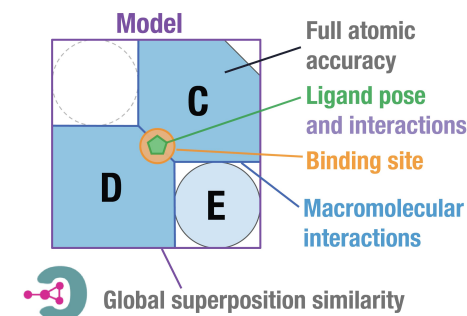 Model
Full atomic
accuracy
C
Ligand pose
and interactions
Binding site
D
E
Macromolecular
interactions
Global superposition similarity